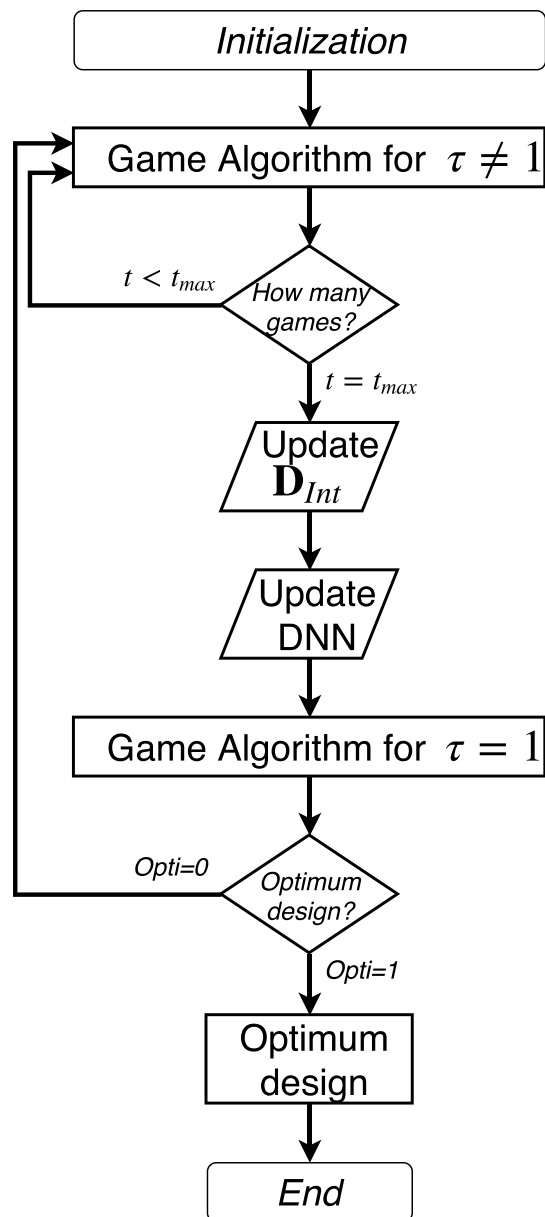 Initialization
Game Algorithm for τ ≠ 1
t < t_max
How many
games?
t = t_max
Update
D_Int
Update
DNN
Game Algorithm for τ = 1
Opti=0
Optimum
design?
Opti=1
Optimum
design
End